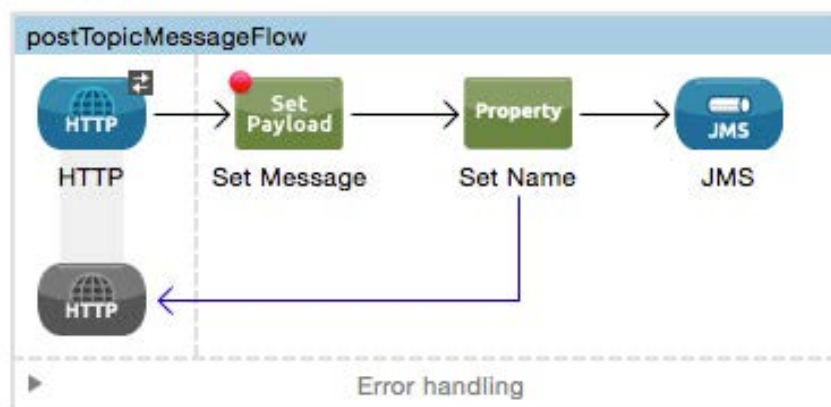 postTopicMessageFlow
HTTP
Set
Payload
Property
JMS
HTTP
Set Message
Set Name
JMS
HTTP
Error handling